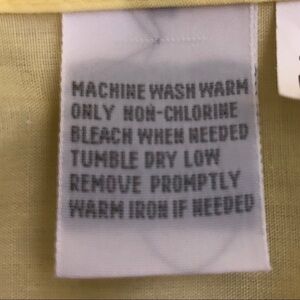 MACHINE WASH WARM
ONLY NON-CHLORINE
BLEACH WHEN NEEDED
TUMBLE DRY LOW
REMOVE PROMPTLY
WARM IRON IF NEEDED